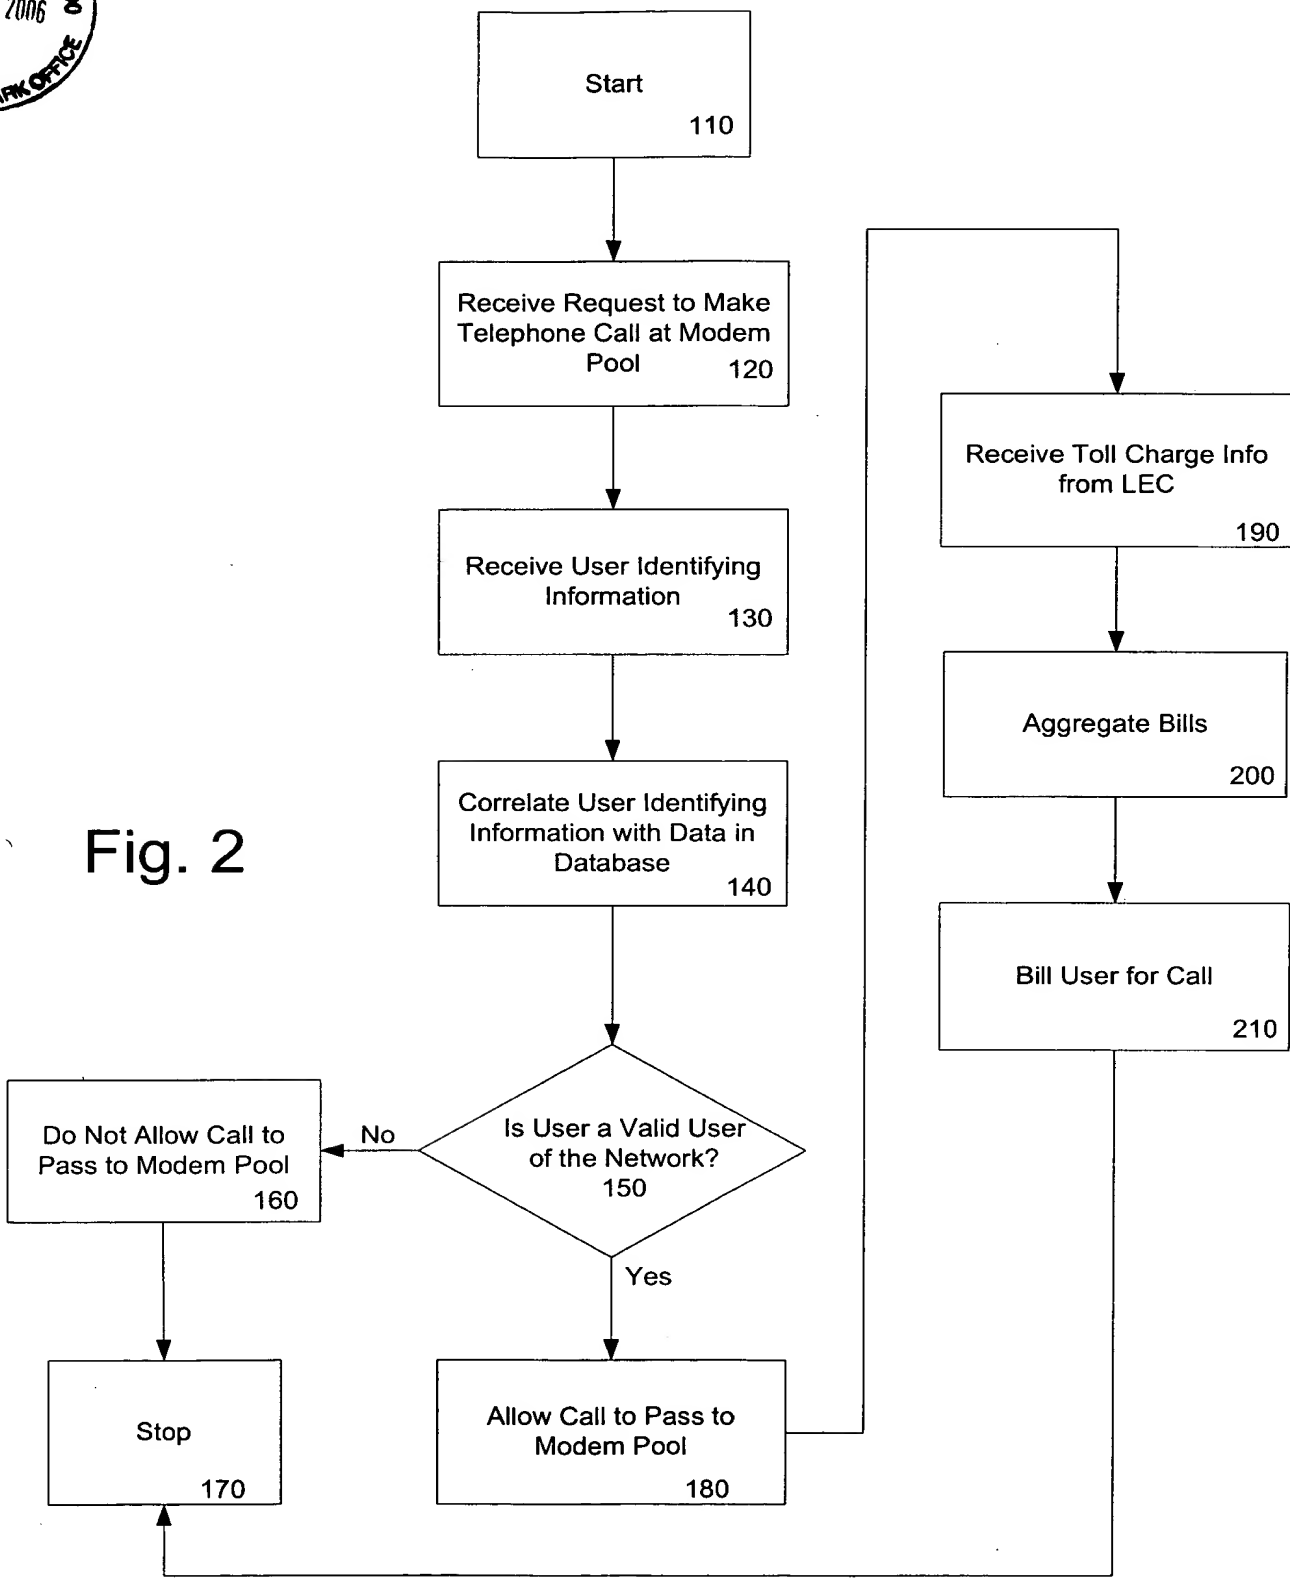 2006
OFFICE
Start
110
Receive Request to Make
Telephone Call at Modem
Pool
120
Receive User Identifying
Information
130
Correlate User Identifying
Information with Data in
Database
140
Fig. 2
Is User a Valid User
of the Network?
150
No
Yes
Do Not Allow Call to
Pass to Modem Pool
160
Stop
170
Allow Call to Pass to
Modem Pool
180
Receive Toll Charge Info
from LEC
190
Aggregate Bills
200
Bill User for Call
210